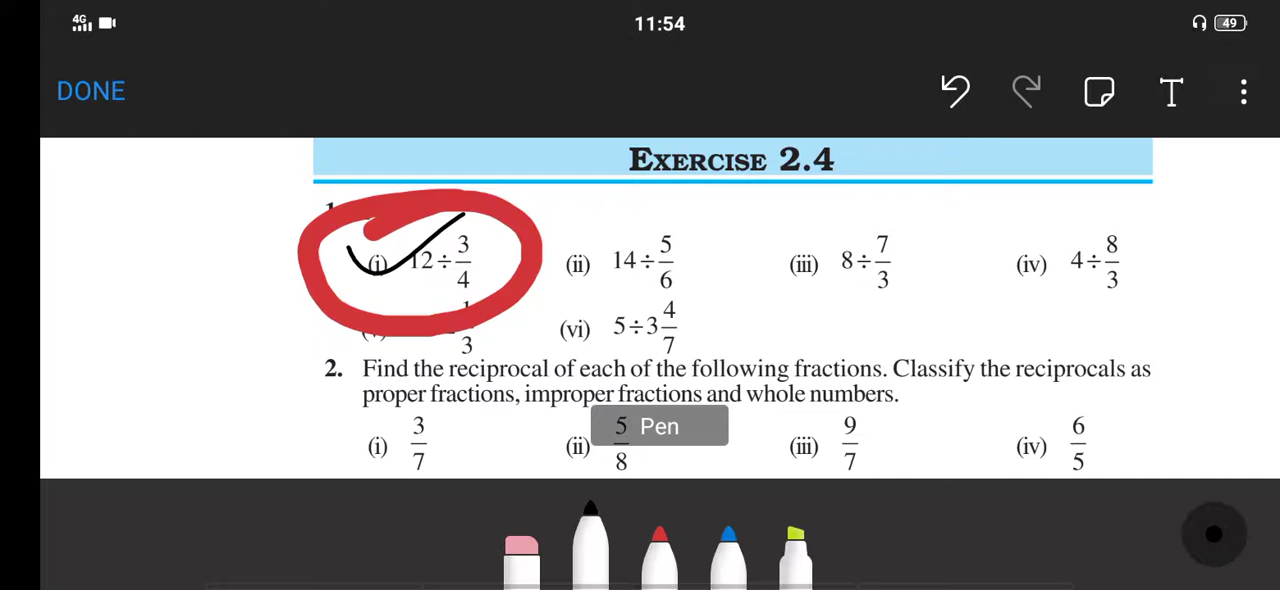 4G 11:54 49
DONE T
EXERCISE 2.4
(i) 12 ÷ 3/4 (ii) 14 ÷ 5/6 (iii) 8 ÷ 7/3 (iv) 4 ÷ 8/3
3 (vi) 5 ÷ 3 4/7
2. Find the reciprocal of each of the following fractions. Classify the reciprocals as
proper fractions, improper fractions and whole numbers.
Pen
(i) 3/7 (ii) 5/8 (iii) 9/7 (iv) 6/5